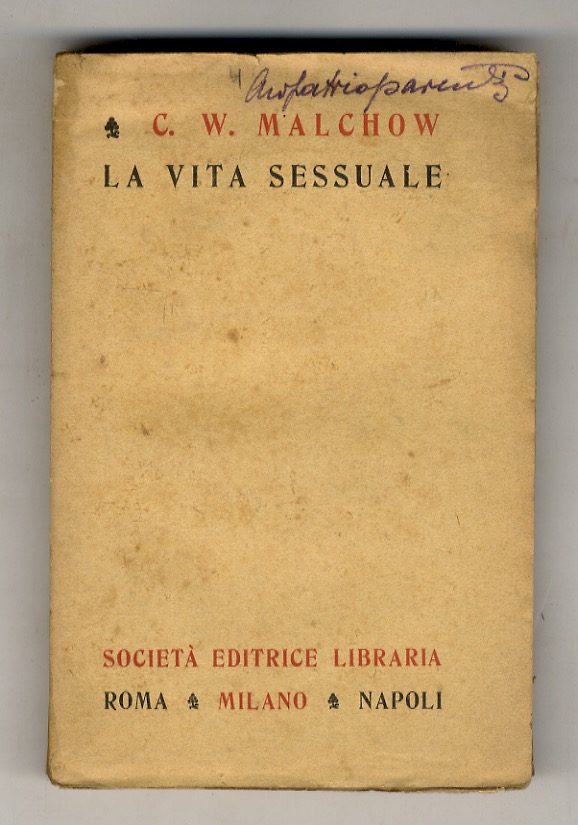 C. W. MALCHOW
LA VITA SESSUALE
SOCIETÀ EDITRICE LIBRARIA
ROMA MILANO NAPOLI